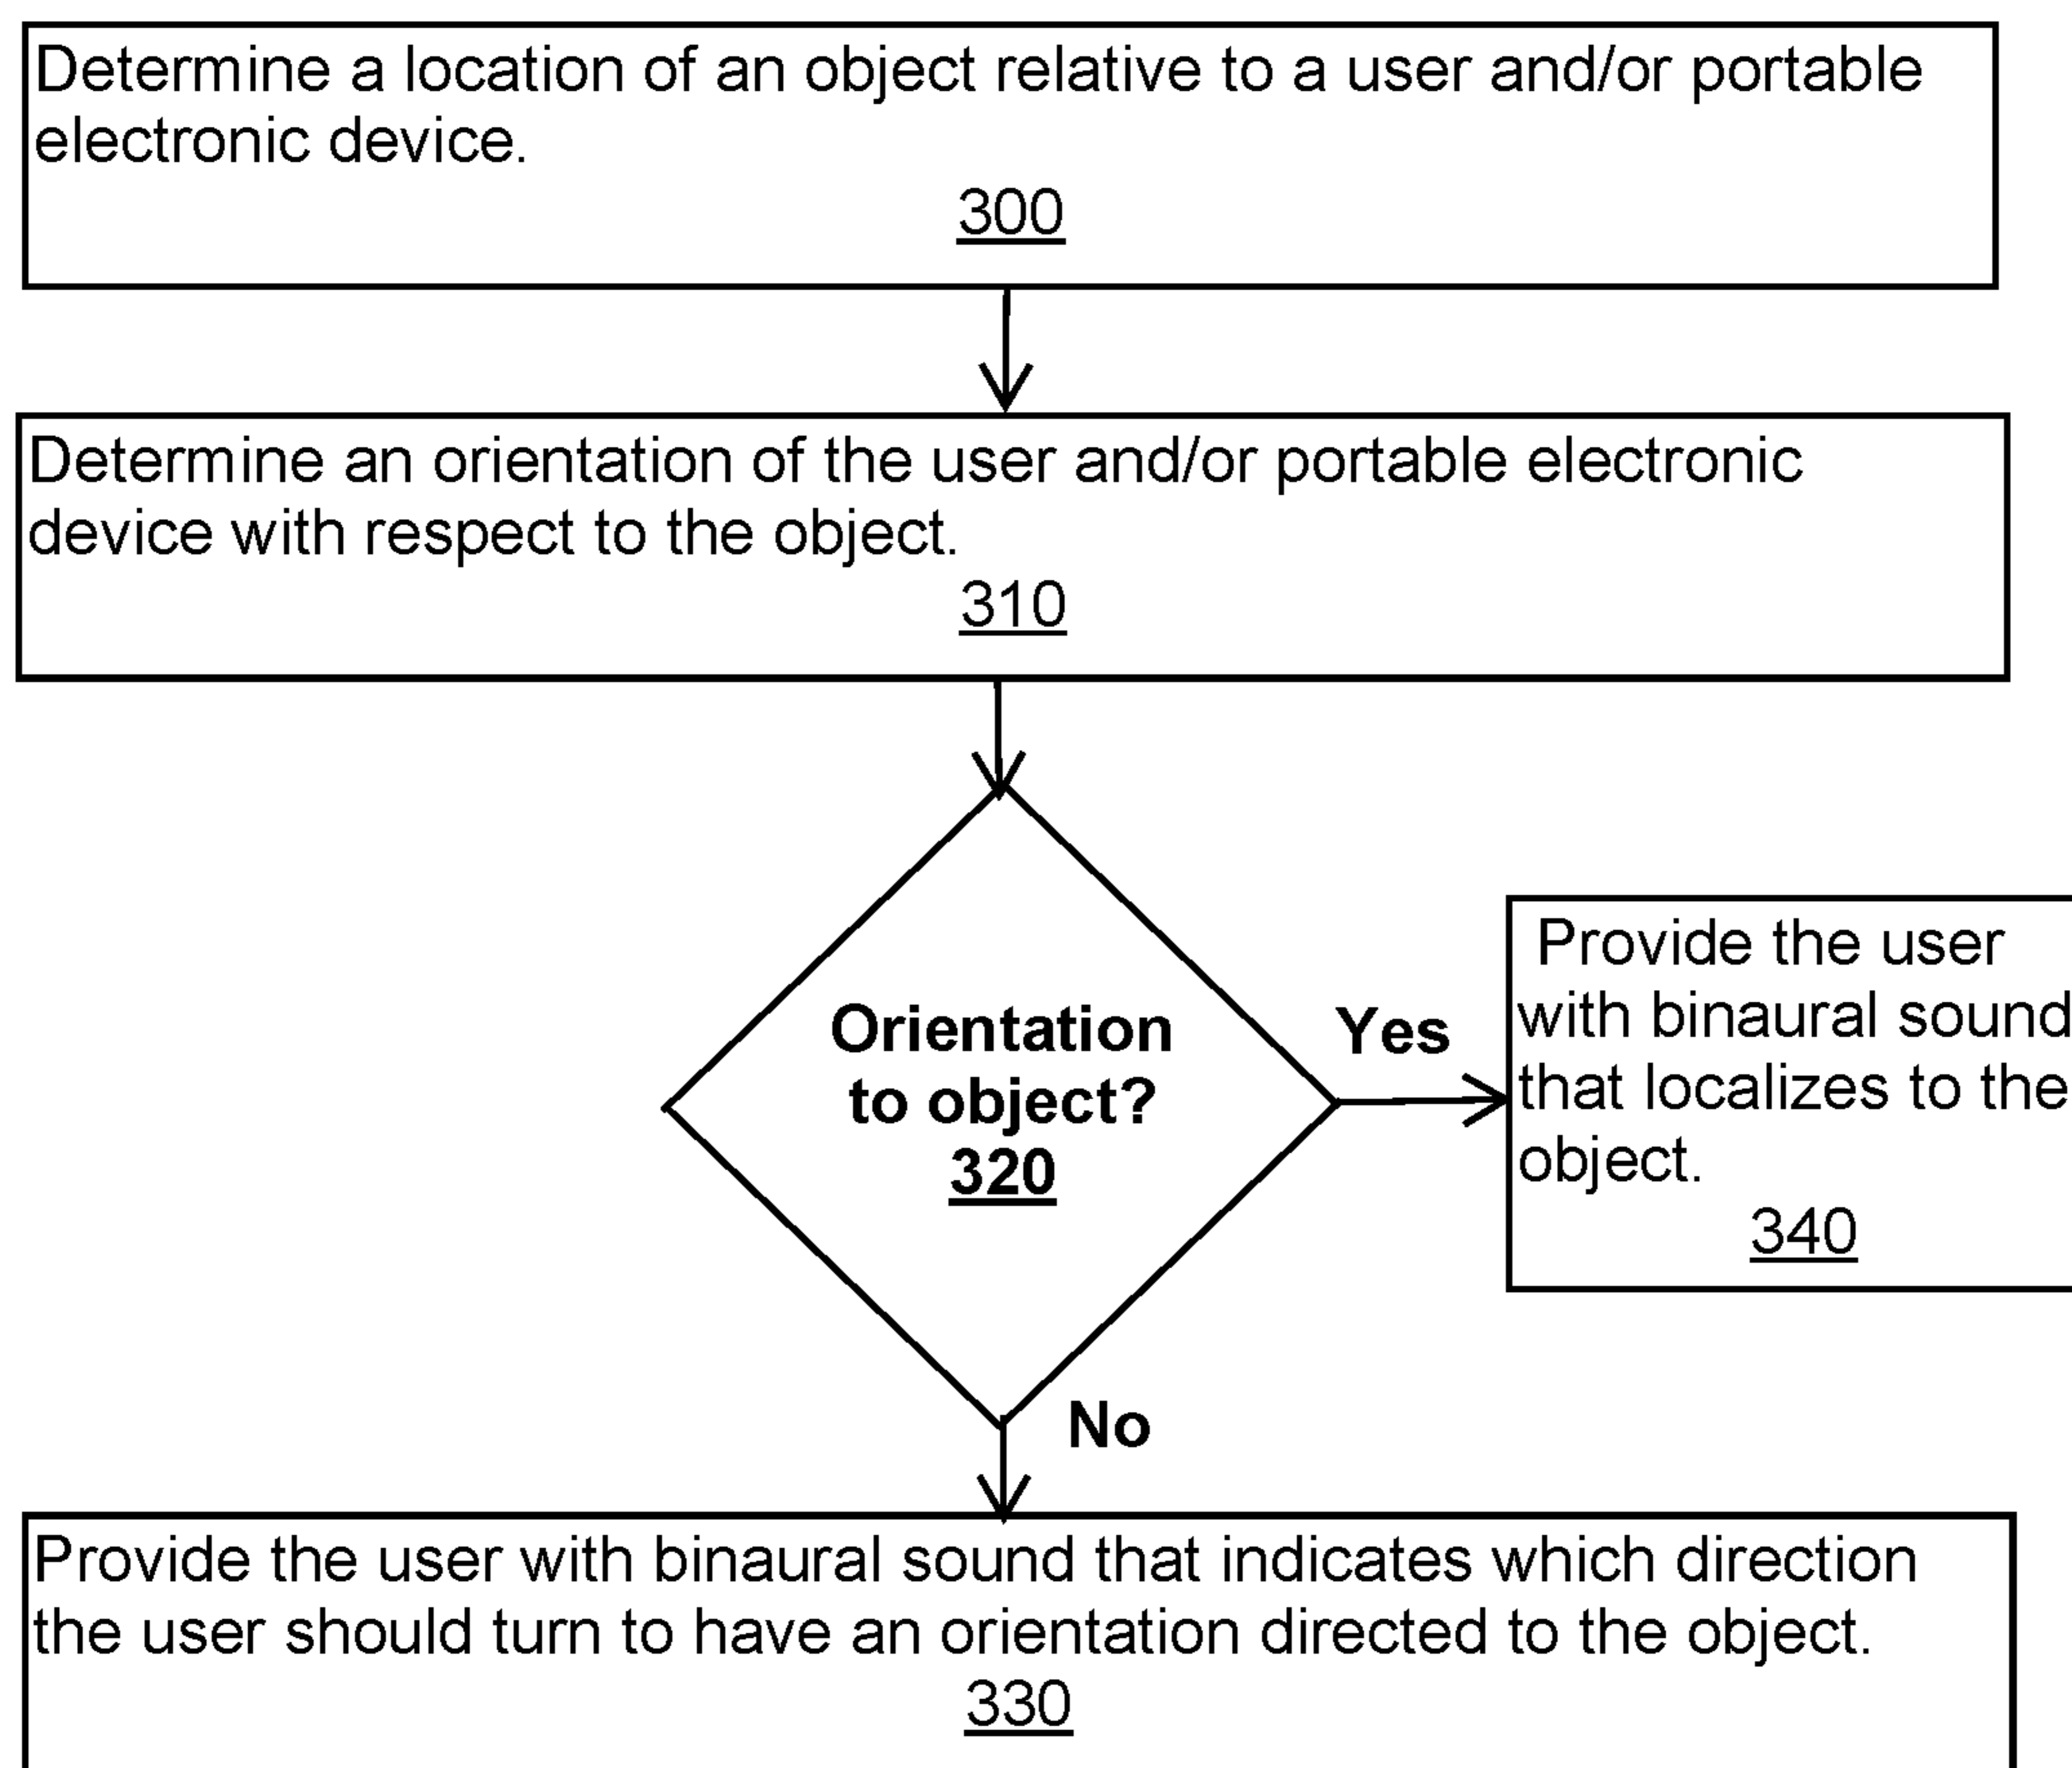 Determine a location of an object relative to a user and/or portable
electronic device.
300
Determine an orientation of the user and/or portable electronic
device with respect to the object.
310
Orientation
to object?
320
Yes
Provide the user
with binaural sound
that localizes to the
object.
340
No
Provide the user with binaural sound that indicates which direction
the user should turn to have an orientation directed to the object.
330